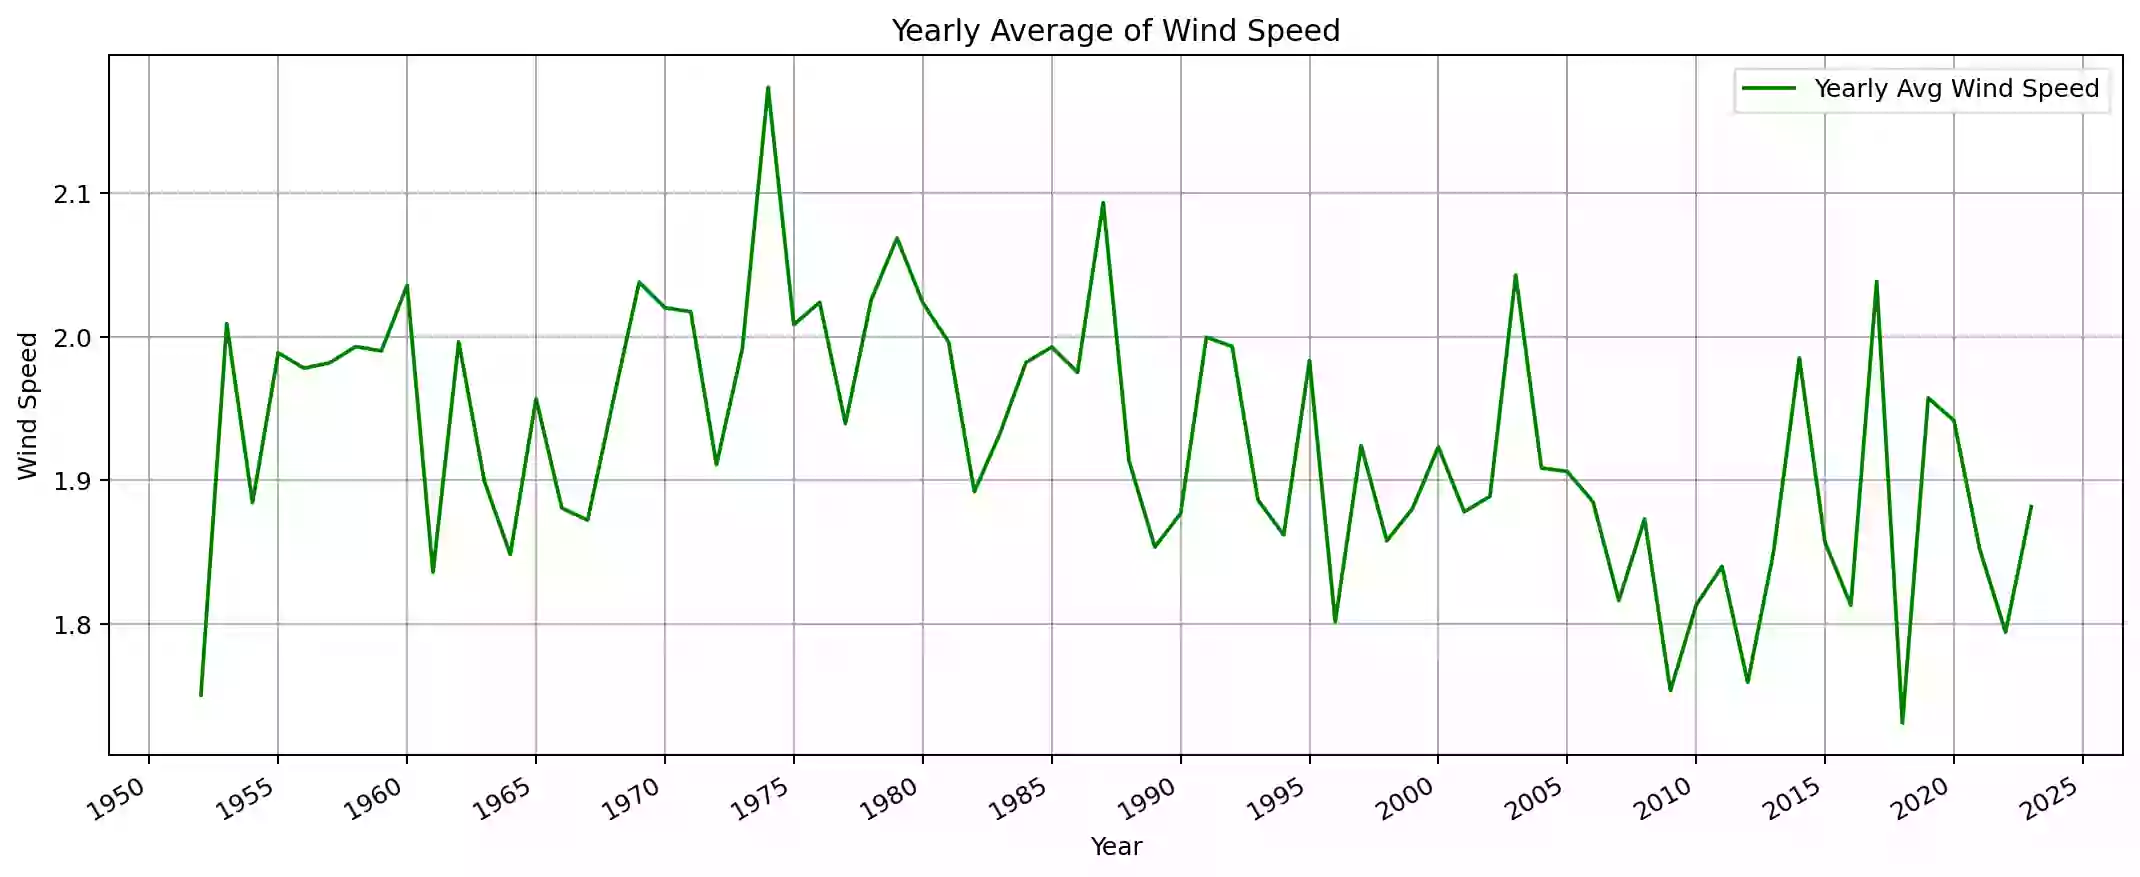 Yearly Average of Wind Speed
Yearly Avg Wind Speed
Wind Speed
2.1
2.0
1.9
1.8
1950 1955 1960 1965 1970 1975 1980 1985 1990 1995 2000 2005 2010 2015 2020 2025
Year